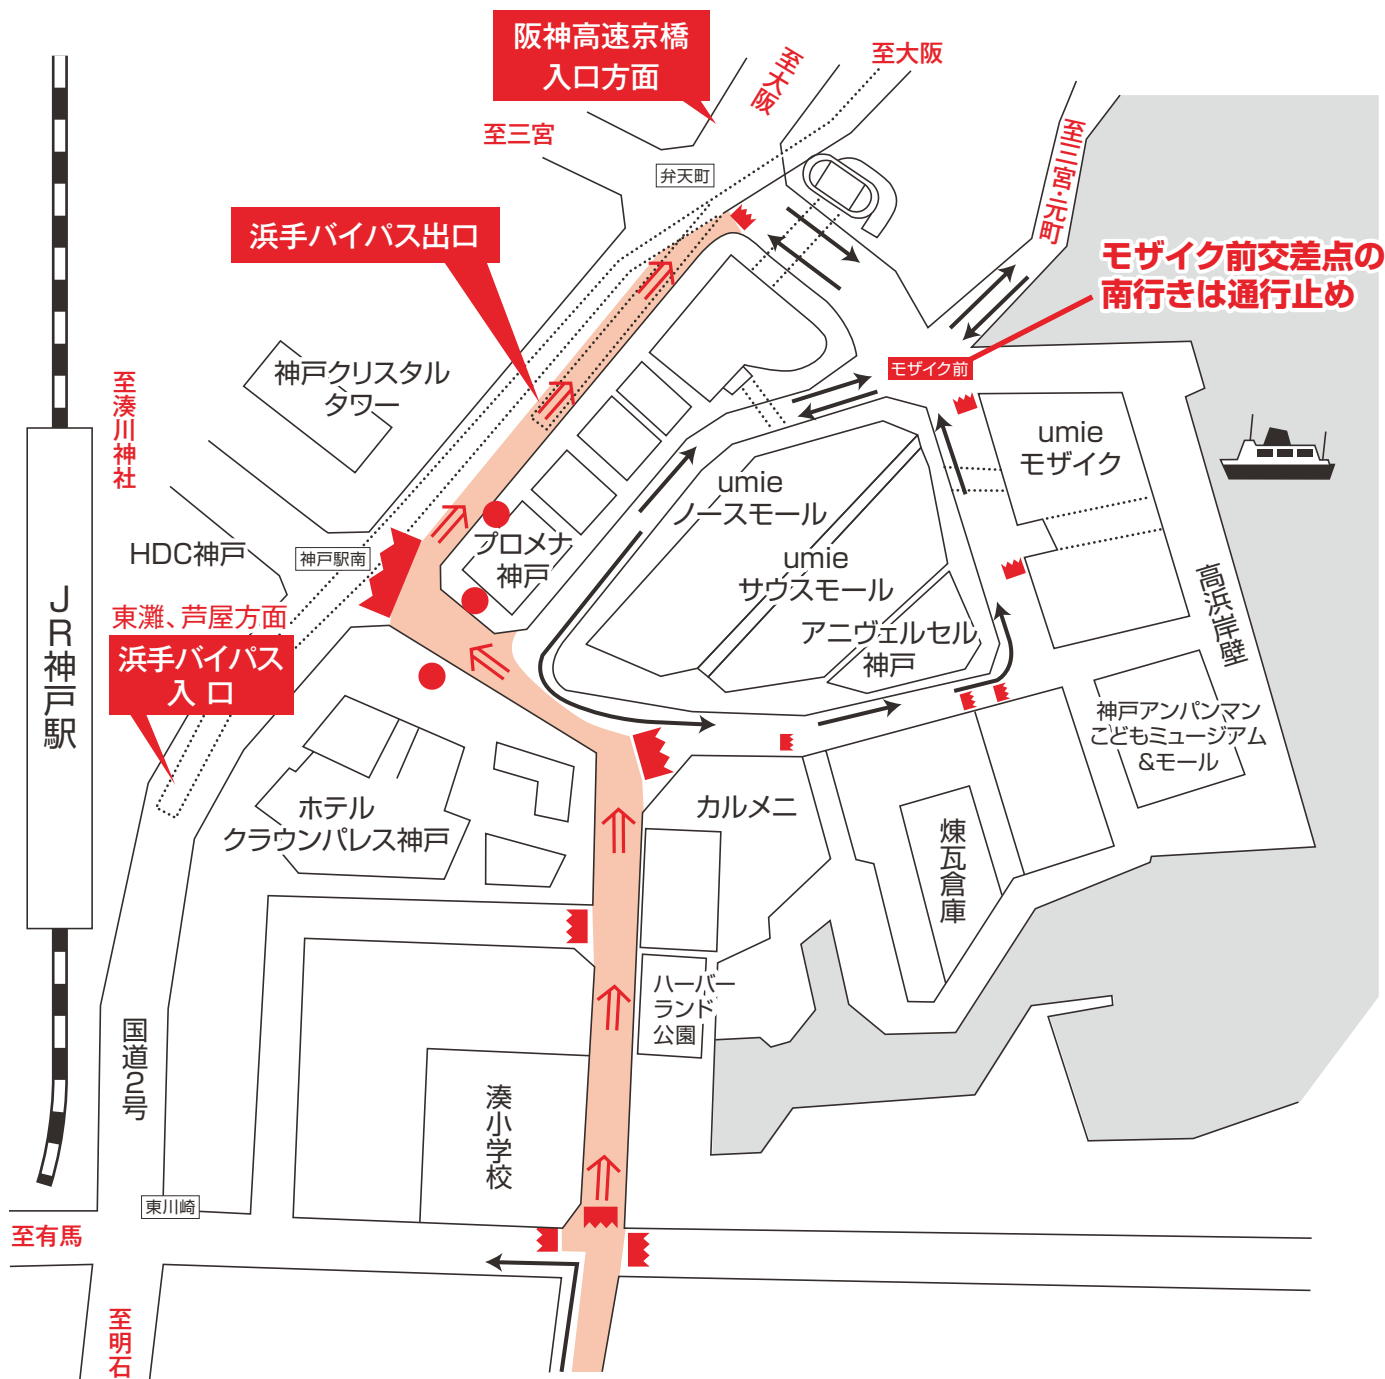 阪神高速京橋
入口方面
至大阪
至大阪
至三宮
弁天町
至三宮・元町
浜手バイパス出口
モザイク前交差点の
南行きは通行止め
モザイク前
神戸クリスタル
タワー
至湊川神社
umie
モザイク
umie
ノースモール
HDC神戸
神戸駅南
プロメナ
神戸
umie
サウスモール
高浜岸壁
JR神戸駅
東灘、芦屋方面
浜手バイパス
入口
アニヴェルセル
神戸
神戸アンパンマン
こどもミュージアム
&モール
ホテル
クラウンパレス神戸
カルメニ
煉瓦倉庫
ハーバー
ランド
公園
国道2号
湊小学校
東川崎
至有馬
至明石